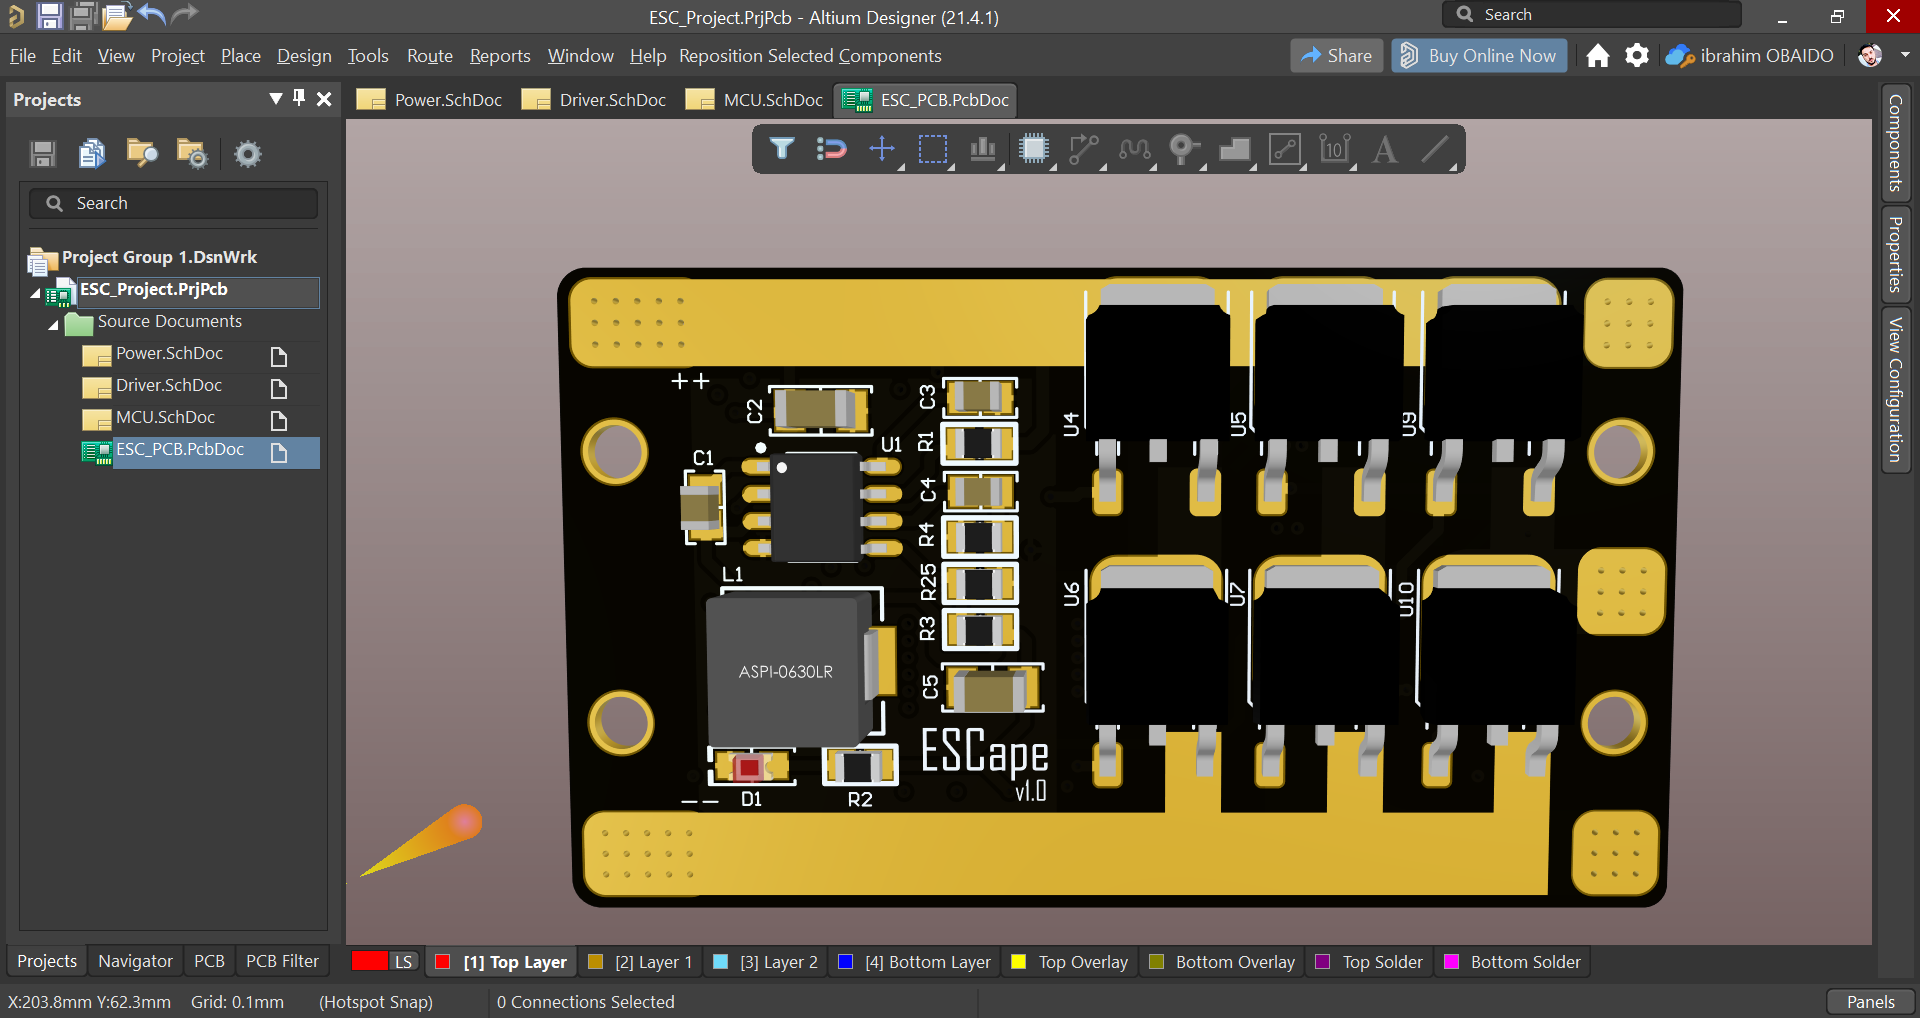 ESC_Project.PrjPcb - Altium Designer (21.4.1)
Search
File Edit View Project Place Design Tools Route Reports Window Help Reposition Selected Components
Share
Buy Online Now
ibrahim OBAIDO
Projects
Power.SchDoc
Driver.SchDoc
MCU.SchDoc
ESC_PCB.PcbDoc
Search
Project Group 1.DsnWrk
ESC_Project.PrjPcb
Source Documents
Power.SchDoc
Driver.SchDoc
MCU.SchDoc
ESC_PCB.PcbDoc
10
A
Components
Properties
View Configuration
++
C2
C3
U4
U5
U9
R1
U1
C1
C4
R4
L1
R25
U6
U7
U10
R3
ASPI-0630LR
C5
ESCape
v1.0
--
D1
R2
Projects
Navigator
PCB
PCB Filter
LS
[1] Top Layer
[2] Layer 1
[3] Layer 2
[4] Bottom Layer
Top Overlay
Bottom Overlay
Top Solder
Bottom Solder
X:203.8mm Y:62.3mm Grid: 0.1mm (Hotspot Snap)
0 Connections Selected
Panels